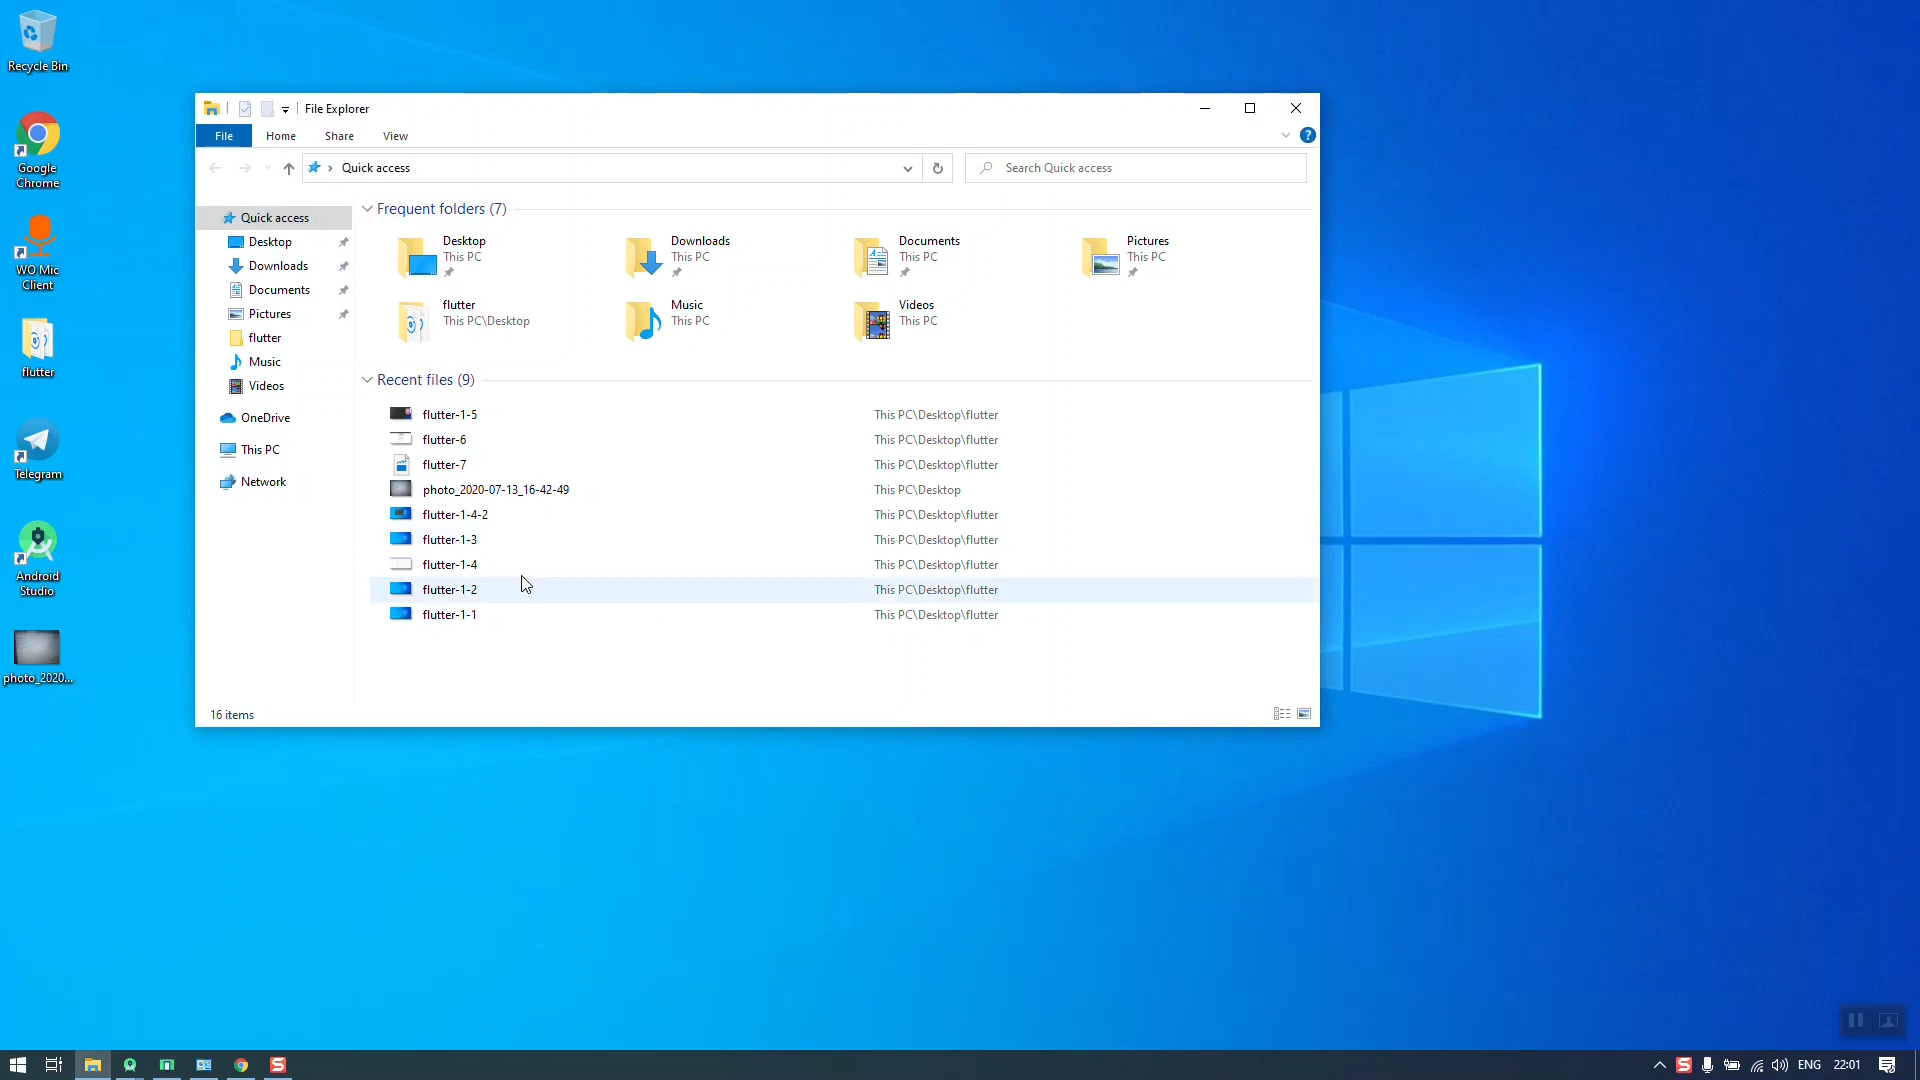 Recycle Bin
Google
Chrome
WO Mic
Client
flutter
Telegram
Android
Studio
photo_2020...
File Explorer
File Home Share View
Quick access
Search Quick access
Quick access
Desktop
Downloads
Documents
Pictures
flutter
Music
Videos
OneDrive
This PC
Network
Frequent folders (7)
Desktop
This PC
Downloads
This PC
Documents
This PC
Pictures
This PC
flutter
This PC\Desktop
Music
This PC
Videos
This PC
Recent files (9)
flutter-1-5 This PC\Desktop\flutter
flutter-6 This PC\Desktop\flutter
flutter-7 This PC\Desktop\flutter
photo_2020-07-13_16-42-49 This PC\Desktop
flutter-1-4-2 This PC\Desktop\flutter
flutter-1-3 This PC\Desktop\flutter
flutter-1-4 This PC\Desktop\flutter
flutter-1-2 This PC\Desktop\flutter
flutter-1-1 This PC\Desktop\flutter
16 items
ENG 22:01